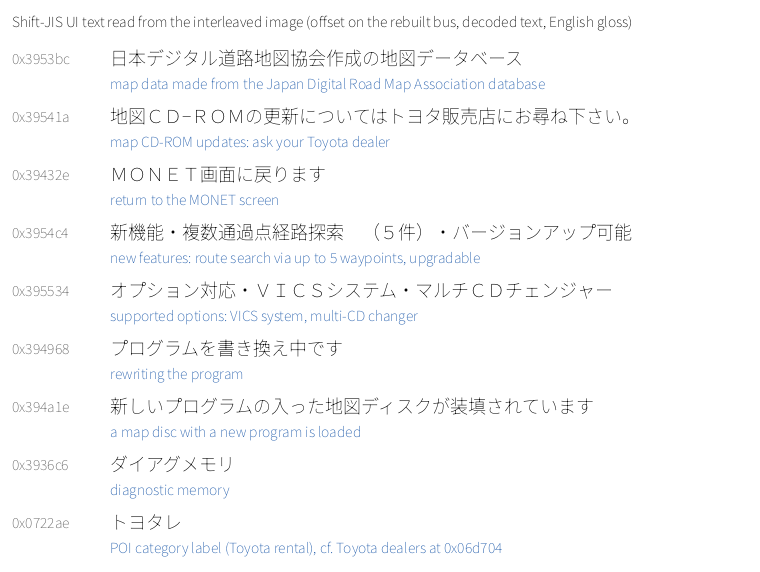 Shift-JIS UI text read from the interleaved image (offset on the rebuilt bus, decoded text, English gloss)
0x3953bc 日本デジタル道路地図協会作成の地図データベース
map data made from the Japan Digital Road Map Association database
0x39541a 地図ＣＤ−ＲＯＭの更新についてはトヨタ販売店にお尋ね下さい。
map CD-ROM updates: ask your Toyota dealer
0x39432e ＭＯＮＥＴ画面に戻ります
return to the MONET screen
0x3954c4 新機能・複数通過点経路探索　（５件）・バージョンアップ可能
new features: route search via up to 5 waypoints, upgradable
0x395534 オプション対応・ＶＩＣＳシステム・マルチＣＤチェンジャー
supported options: VICS system, multi-CD changer
0x394968 プログラムを書き換え中です
rewriting the program
0x394a1e 新しいプログラムの入った地図ディスクが装填されています
a map disc with a new program is loaded
0x3936c6 ダイアグメモリ
diagnostic memory
0x0722ae トヨタレ
POI category label (Toyota rental), cf. Toyota dealers at 0x06d704